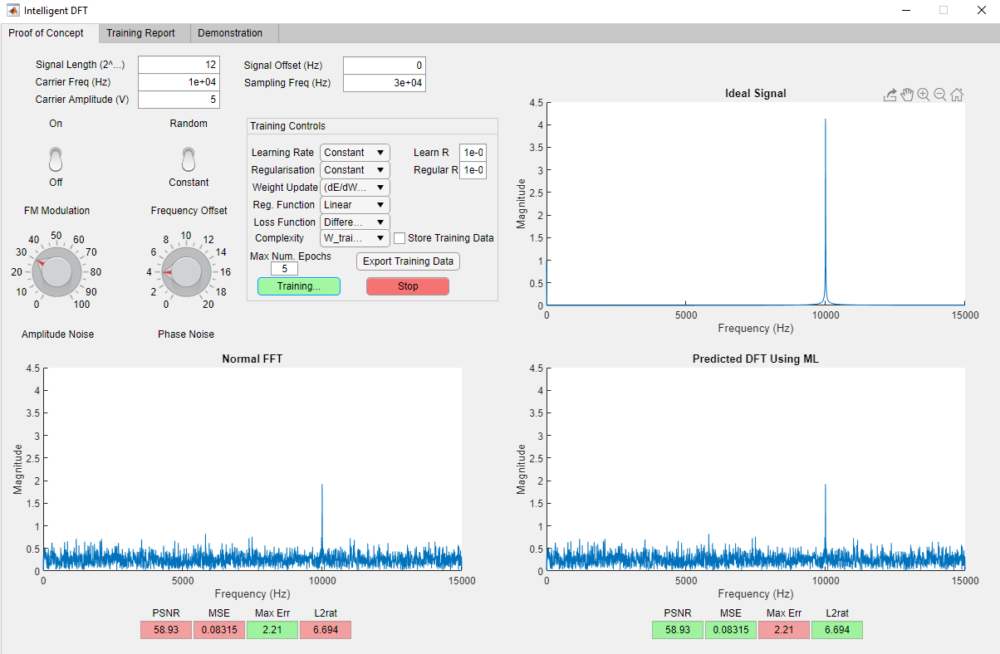 Intelligent DFT
Proof of Concept Training Report Demonstration
Signal Length (2^...) 12
Carrier Freq (Hz) 1e+04
Carrier Amplitude (V) 5
Signal Offset (Hz) 0
Sampling Freq (Hz) 3e+04
On
Off
FM Modulation
Random
Constant
Frequency Offset
0 10 20 30 40 50 60 70 80 90 100
Amplitude Noise
0 2 4 6 8 10 12 14 16 18 20
Phase Noise
Training Controls
Learning Rate Constant Learn R 1e-0
Regularisation Constant Regular R 1e-0
Weight Update (dE/dW...
Reg. Function Linear
Loss Function Differe...
Complexity W_trai... Store Training Data
Max Num. Epochs
5
Export Training Data
Training... Stop
Ideal Signal
Magnitude
4.5
4
3.5
3
2.5
2
1.5
1
0.5
0
0 5000 10000 15000
Frequency (Hz)
Normal FFT
Magnitude
4.5
4
3.5
3
2.5
2
1.5
1
0.5
0
0 5000 10000 15000
Frequency (Hz)
PSNR MSE Max Err L2rat
58.93 0.08315 2.21 6.694
Predicted DFT Using ML
Magnitude
4.5
4
3.5
3
2.5
2
1.5
1
0.5
0
0 5000 10000 15000
Frequency (Hz)
PSNR MSE Max Err L2rat
58.93 0.08315 2.21 6.694